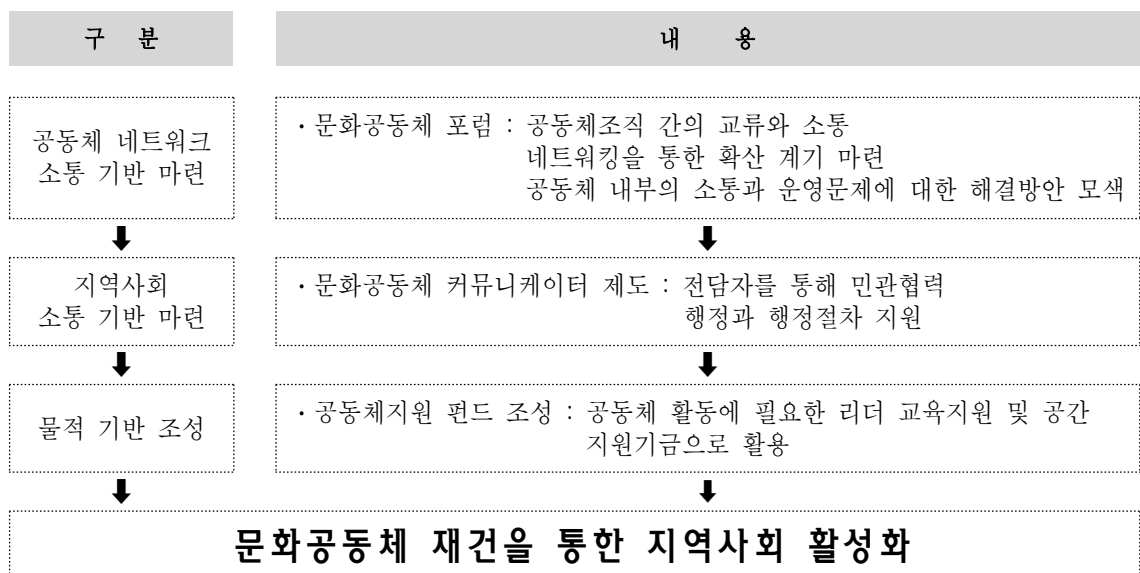 구 분
내 용
공동체 네트워크
소통 기반 마련
・문화공동체 포럼 : 공동체조직 간의 교류와 소통
네트워킹을 통한 확산 계기 마련
공동체 내부의 소통과 운영문제에 대한 해결방안 모색
지역사회
소통 기반 마련
・문화공동체 커뮤니케이터 제도 : 전담자를 통해 민관협력
행정과 행정절차 지원
물적 기반 조성
・공동체지원 펀드 조성 : 공동체 활동에 필요한 리더 교육지원 및 공간
지원기금으로 활용
문화공동체 재건을 통한 지역사회 활성화